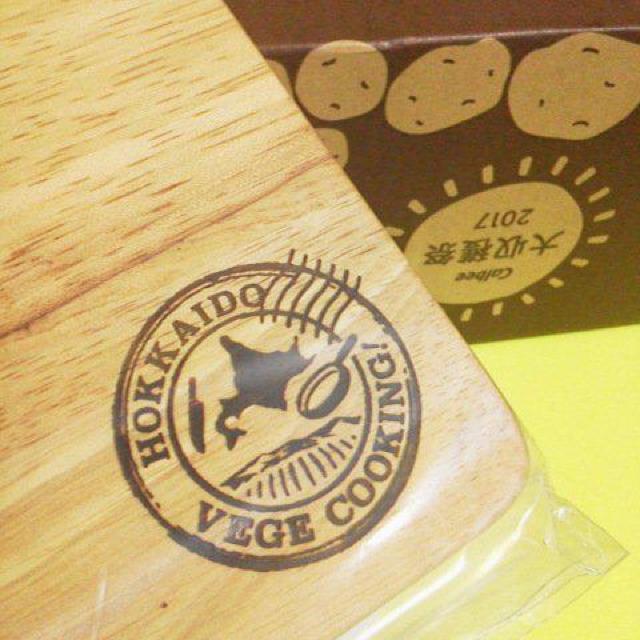 HOKKAIDO
VEGE COOKING!
Calbee
大収穫祭
2017